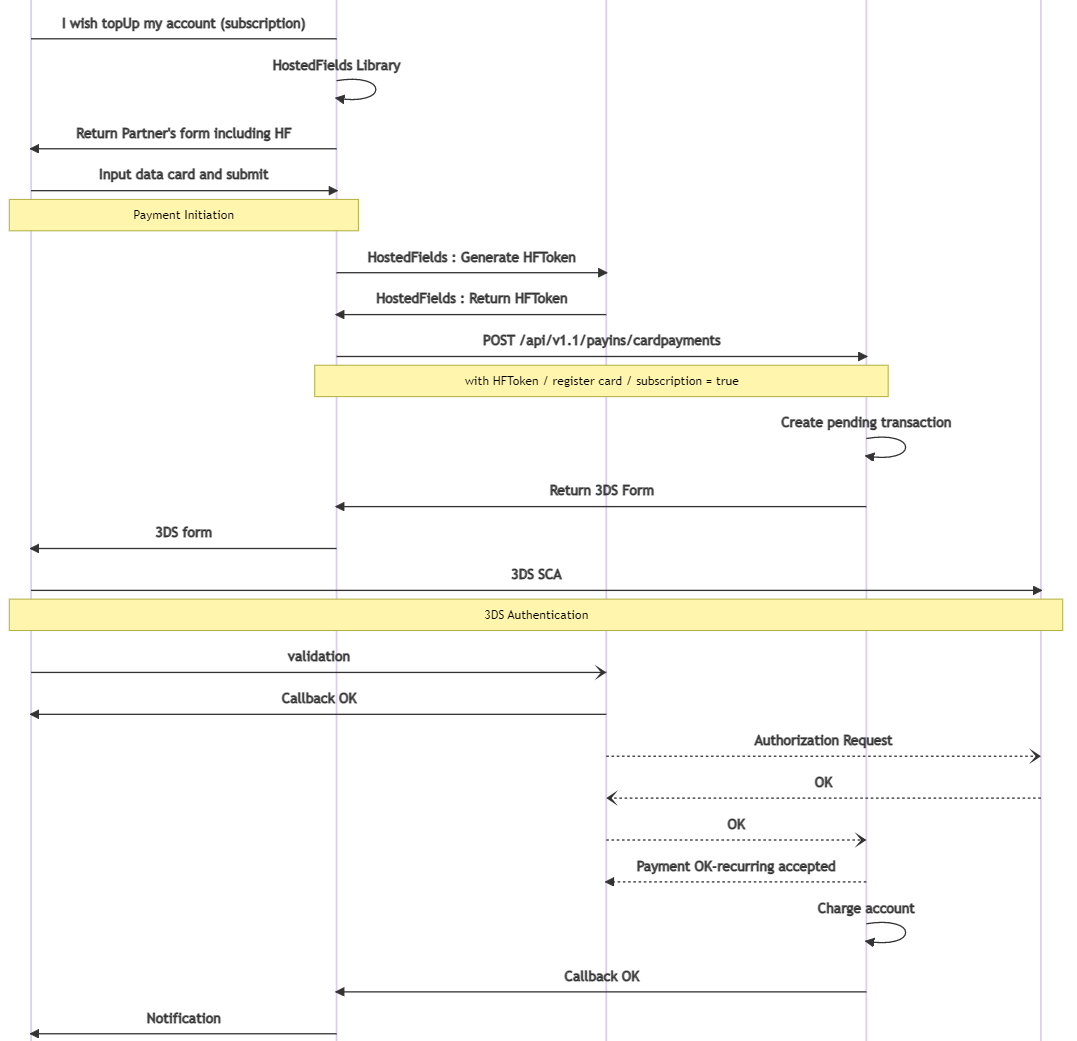 I wish topUp my account (subscription)
HostedFields Library
Return Partner's form including HF
Input data card and submit
Payment Initiation
HostedFields : Generate HFToken
HostedFields : Return HFToken
POST /api/v1.1/payins/cardpayments
with HFToken / register card / subscription = true
Create pending transaction
Return 3DS Form
3DS form
3DS SCA
3DS Authentication
validation
Callback OK
Authorization Request
OK
OK
Payment OK-recurring accepted
Charge account
Callback OK
Notification